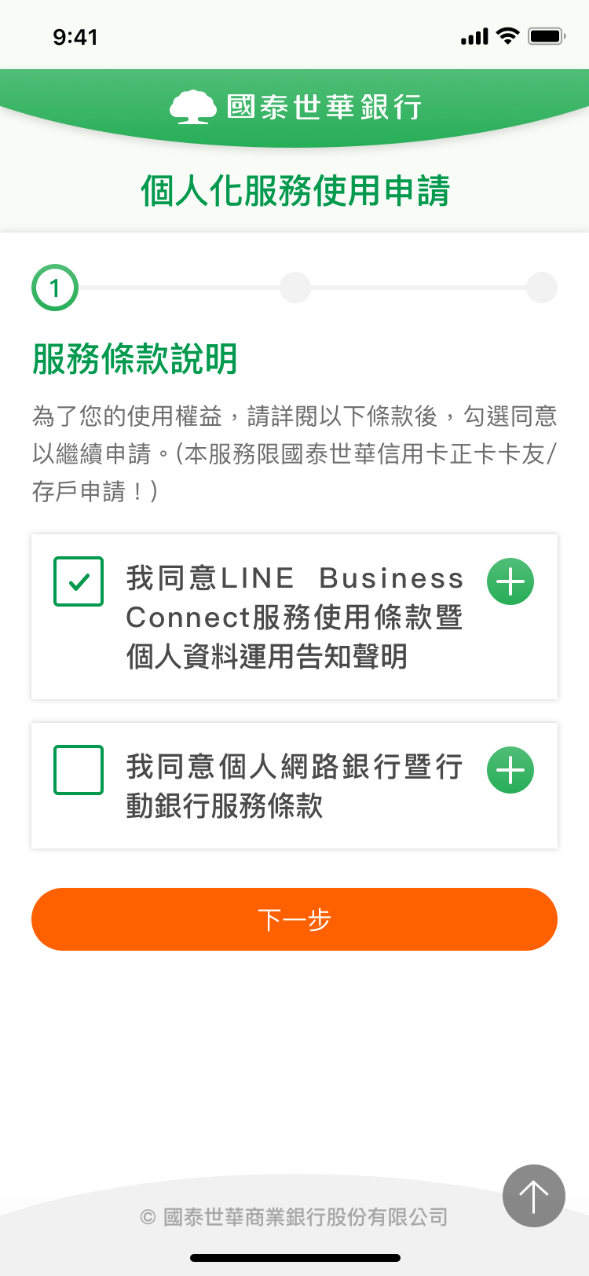 9:41
國泰世華銀行
個人化服務使用申請
1
服務條款說明
為了您的使用權益，請詳閱以下條款後，勾選同意
以繼續申請。(本服務限國泰世華信用卡正卡卡友/
存戶申請！)
我同意LINE Business
Connect服務使用條款暨
個人資料運用告知聲明
我同意個人網路銀行暨行
動銀行服務條款
下一步
© 國泰世華商業銀行股份有限公司